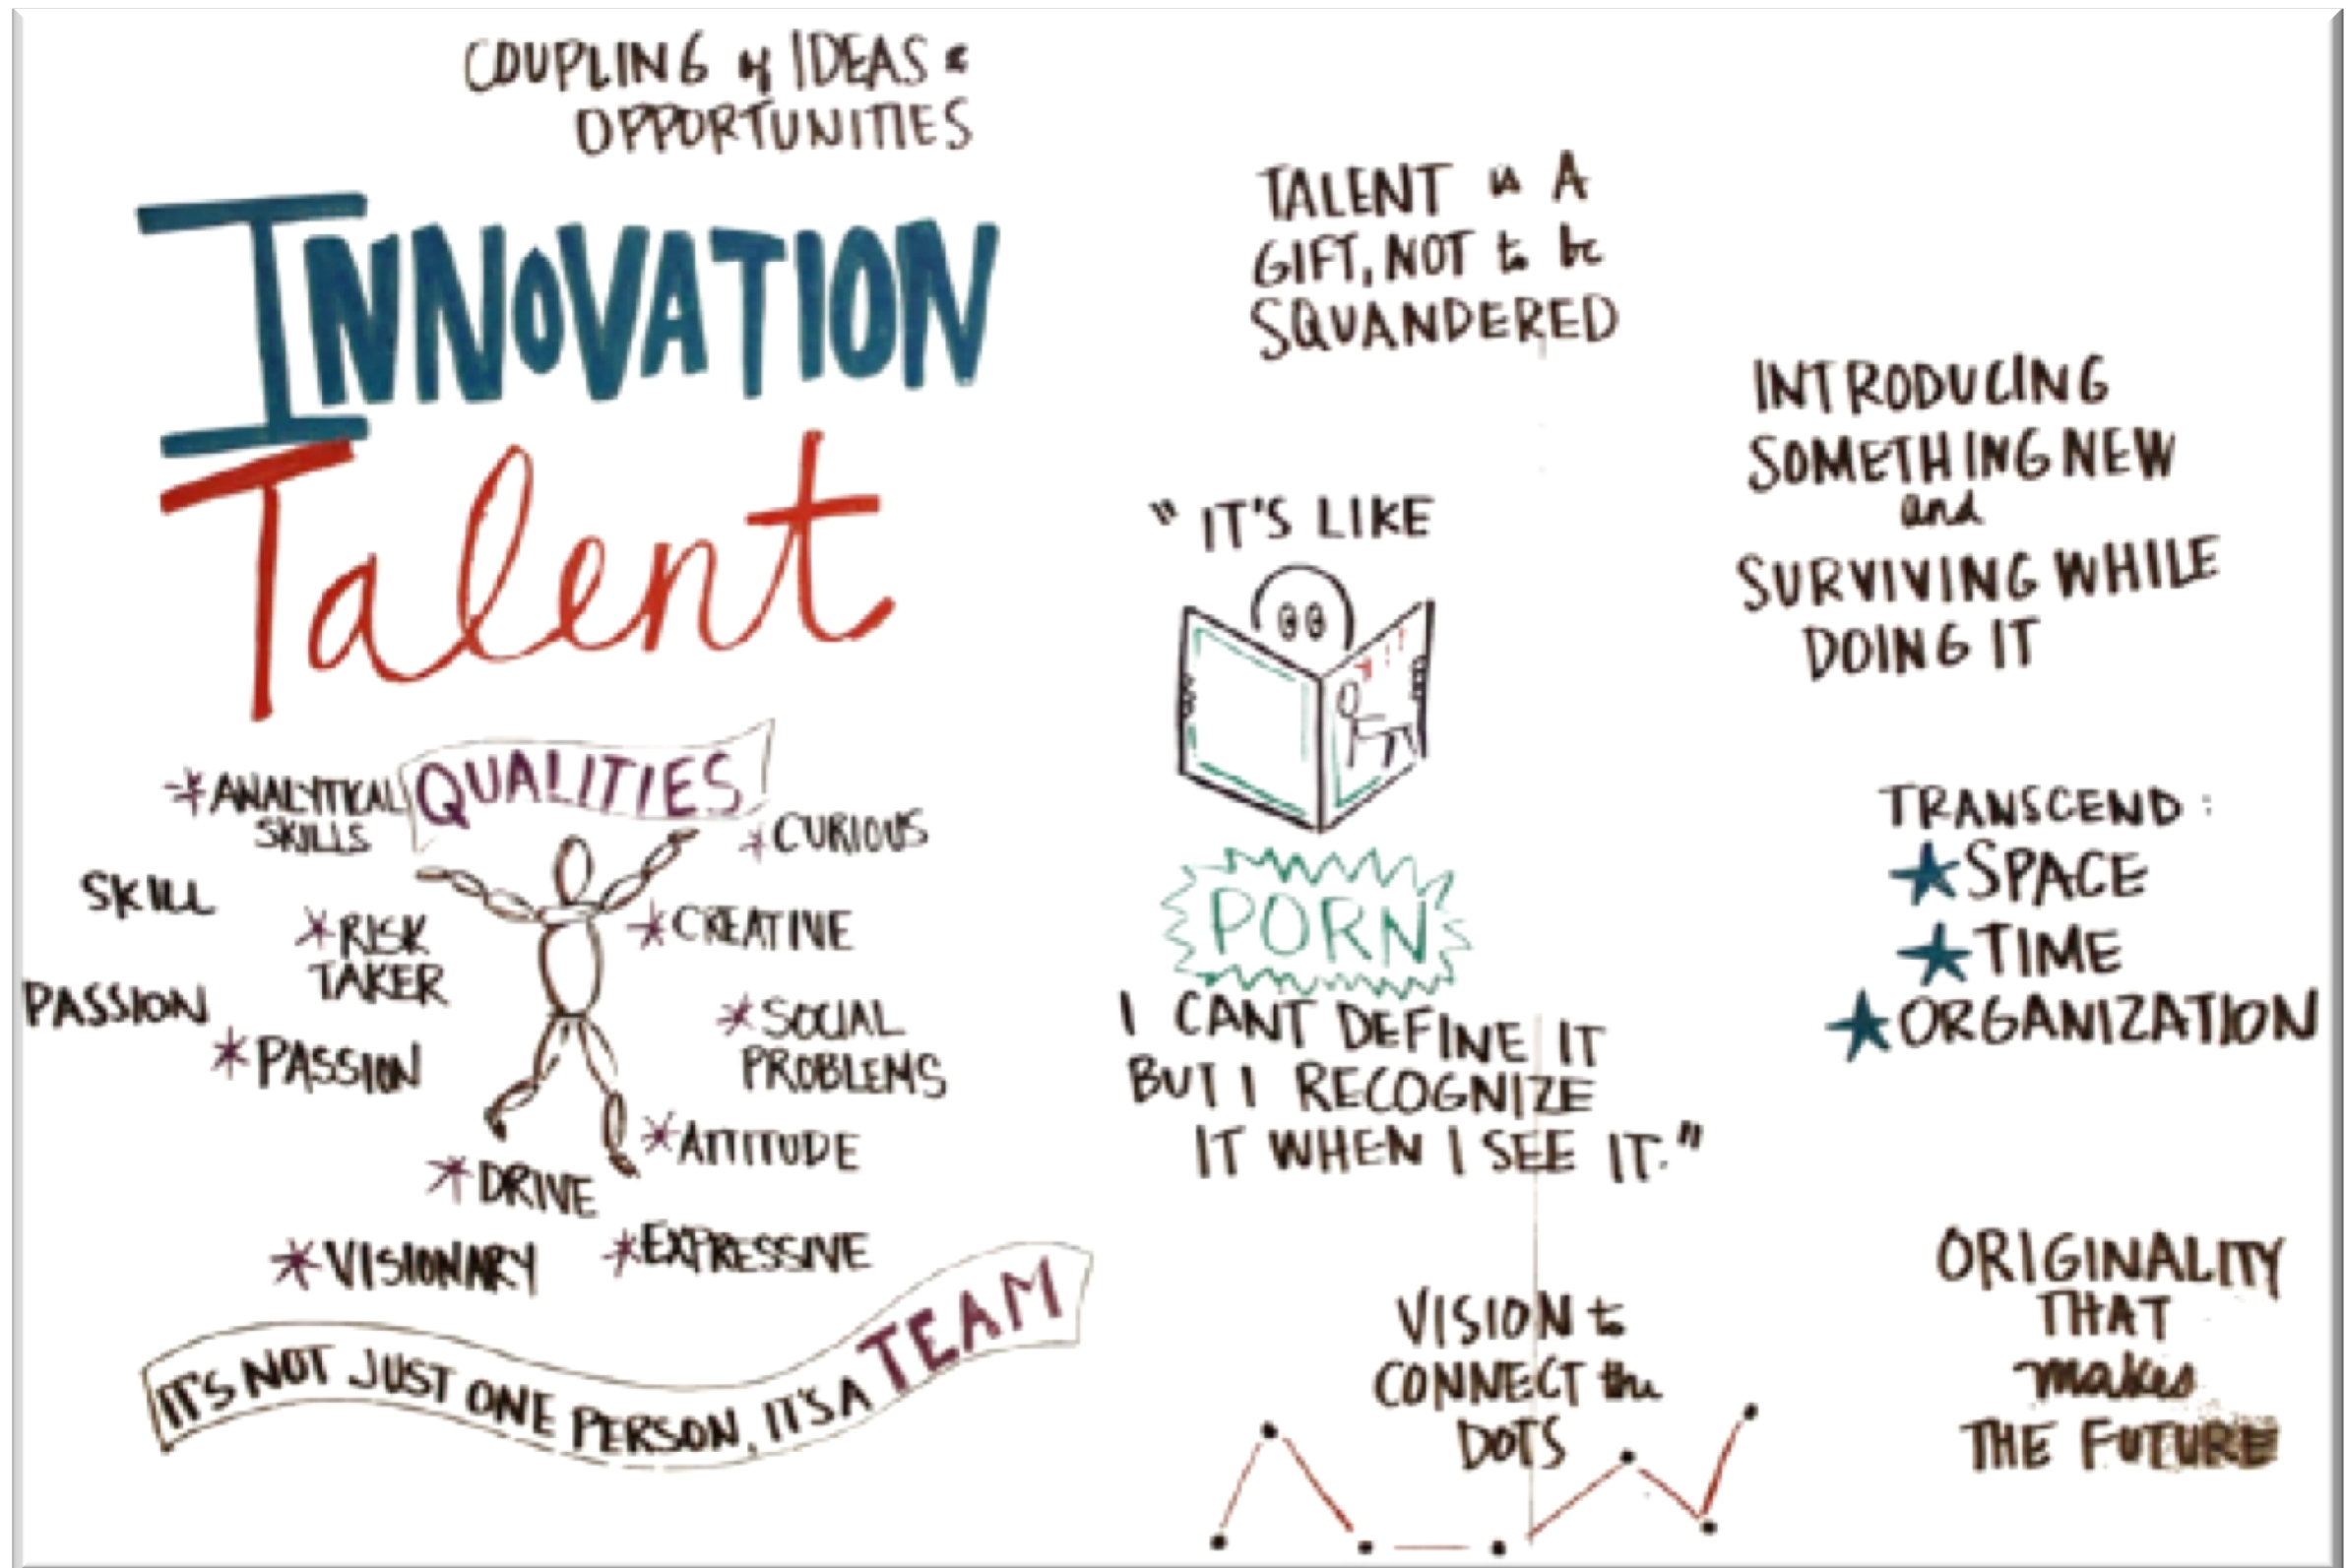 COUPLING of IDEAS &
OPPORTUNITIES
INNOVATION
Talent
QUALITIES
*ANALYTICAL
SKILLS
*CURIOUS
SKILL
*RISK
TAKER
*CREATIVE
PASSION
*PASSION
*SOCIAL
PROBLEMS
*ATTITUDE
*DRIVE
*VISIONARY
*EXPRESSIVE
IT'S NOT JUST ONE PERSON, IT'S A TEAM
TALENT is A
GIFT, NOT to be
SQUANDERED
"IT'S LIKE
PORN
I CANT DEFINE IT
BUT I RECOGNIZE
IT WHEN I SEE IT."
VISION to
CONNECT the
DOTS
INTRODUCING
SOMETHING NEW
and
SURVIVING WHILE
DOING IT
TRANSCEND:
★SPACE
★TIME
★ORGANIZATION
ORIGINALITY
THAT
makes
THE FUTURE